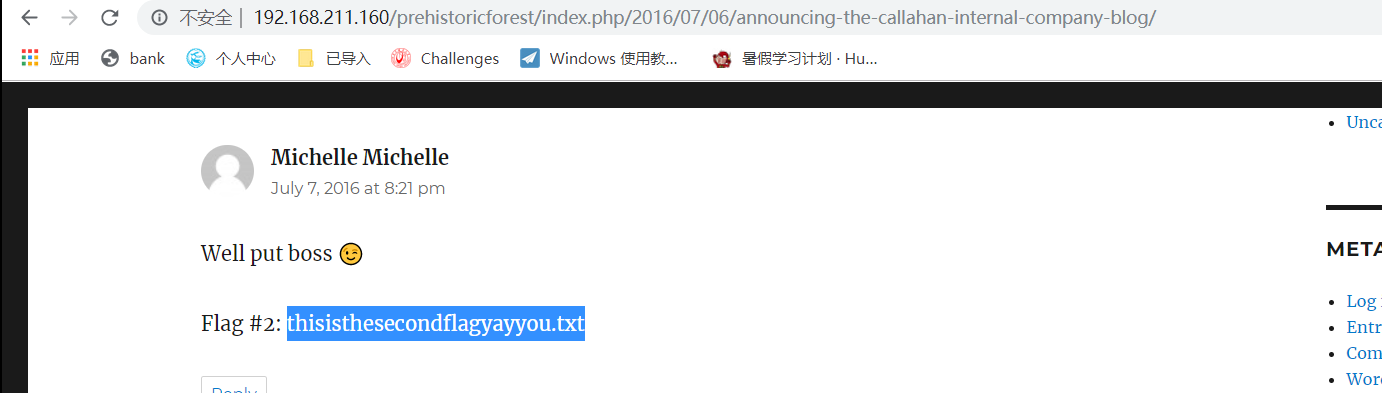 不安全 | 192.168.211.160/prehistoricforest/index.php/2016/07/06/announcing-the-callahan-internal-company-blog/
应用 bank 个人中心 已导入 Challenges Windows 使用教... 暑假学习计划 · Hu...
Unca
Michelle Michelle
July 7, 2016 at 8:21 pm
META
Well put boss 😉
Log
Flag #2: thisisthesecondflagyayyou.txt
Entr
Com
Wor
Reply